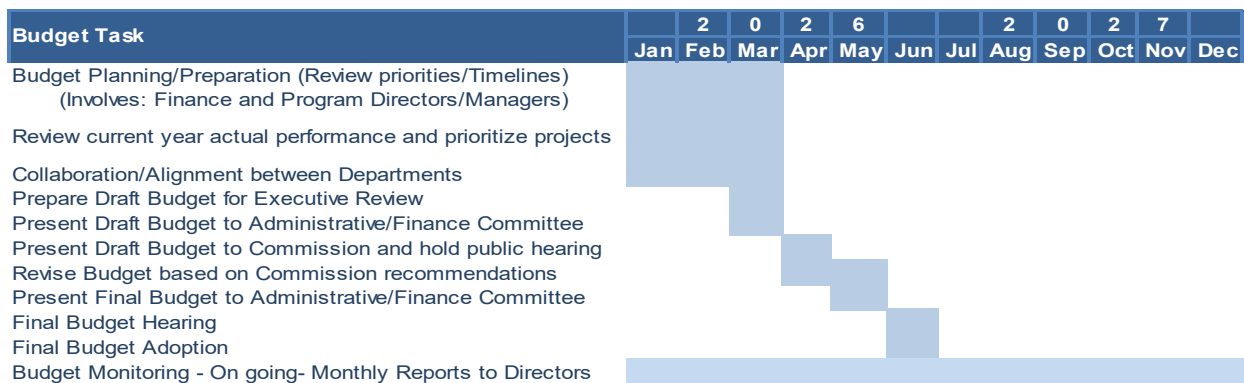 Budget Task
2 0 2 6 2 0 2 7
Jan Feb Mar Apr May Jun Jul Aug Sep Oct Nov Dec
Budget Planning/Preparation (Review priorities/Timelines)
(Involves: Finance and Program Directors/Managers)
Review current year actual performance and prioritize projects
Collaboration/Alignment between Departments
Prepare Draft Budget for Executive Review
Present Draft Budget to Administrative/Finance Committee
Present Draft Budget to Commission and hold public hearing
Revise Budget based on Commission recommendations
Present Final Budget to Administrative/Finance Committee
Final Budget Hearing
Final Budget Adoption
Budget Monitoring - On going- Monthly Reports to Directors